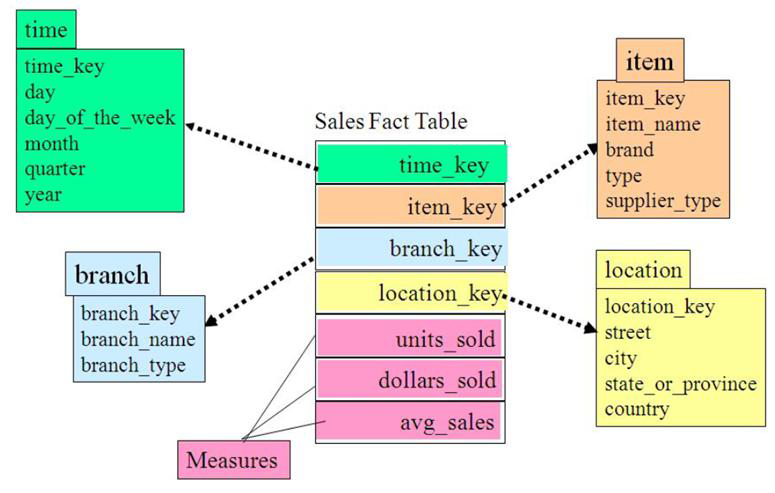 time
time_key
day
day_of_the_week
month
quarter
year
Sales Fact Table
time_key
item_key
branch_key
location_key
units_sold
dollars_sold
avg_sales
item
item_key
item_name
brand
type
supplier_type
branch
branch_key
branch_name
branch_type
location
location_key
street
city
state_or_province
country
Measures